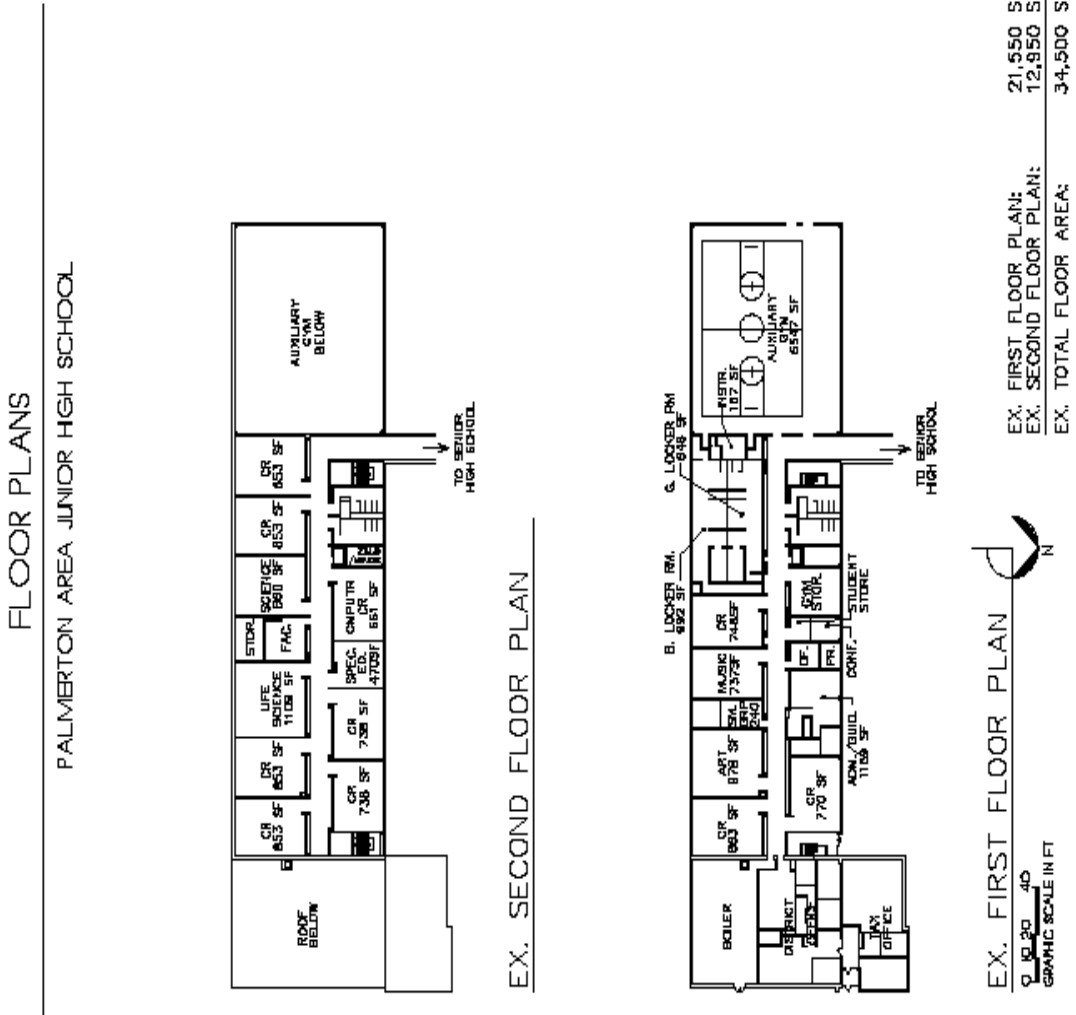 FLOOR PLANS
PALMERTON AREA JUNIOR HIGH SCHOOL
ROOF
BELOW
CR
853 SF
CR
853 SF
LIFE
SCIENCE
1109 SF
STOR.
FAC.
SCIENCE
860 SF
CR
853 SF
CR
853 SF
AUXILIARY
GYM
BELOW
CR
738 SF
CR
738 SF
SPEC.
ED.
470SF
CMPUTR
CR
661 SF
TO SENIOR
HIGH SCHOOL
EX. SECOND FLOOR PLAN
B. LOCKER RM.
992 SF
G. LOCKER RM
848 SF
INSTR.
167 SF
BOILER
CR
863 SF
ART
878 SF
SM.
GRP
240
MUSIC
737SF
CR
748SF
AUXILIARY
GYM
6547 SF
DISTRICT
OFFICE
TAX
OFFICE
CR
770 SF
ADM./GUID.
1169 SF
OF.
PR.
CONF.
GYM
STOR.
STUDENT
STORE
TO SENIOR
HIGH SCHOOL
EX. FIRST FLOOR PLAN
N
0 10 20 40
GRAPHIC SCALE IN FT
EX. FIRST FLOOR PLAN: 21,550 S
EX. SECOND FLOOR PLAN: 12,950 S
EX. TOTAL FLOOR AREA: 34,500 S